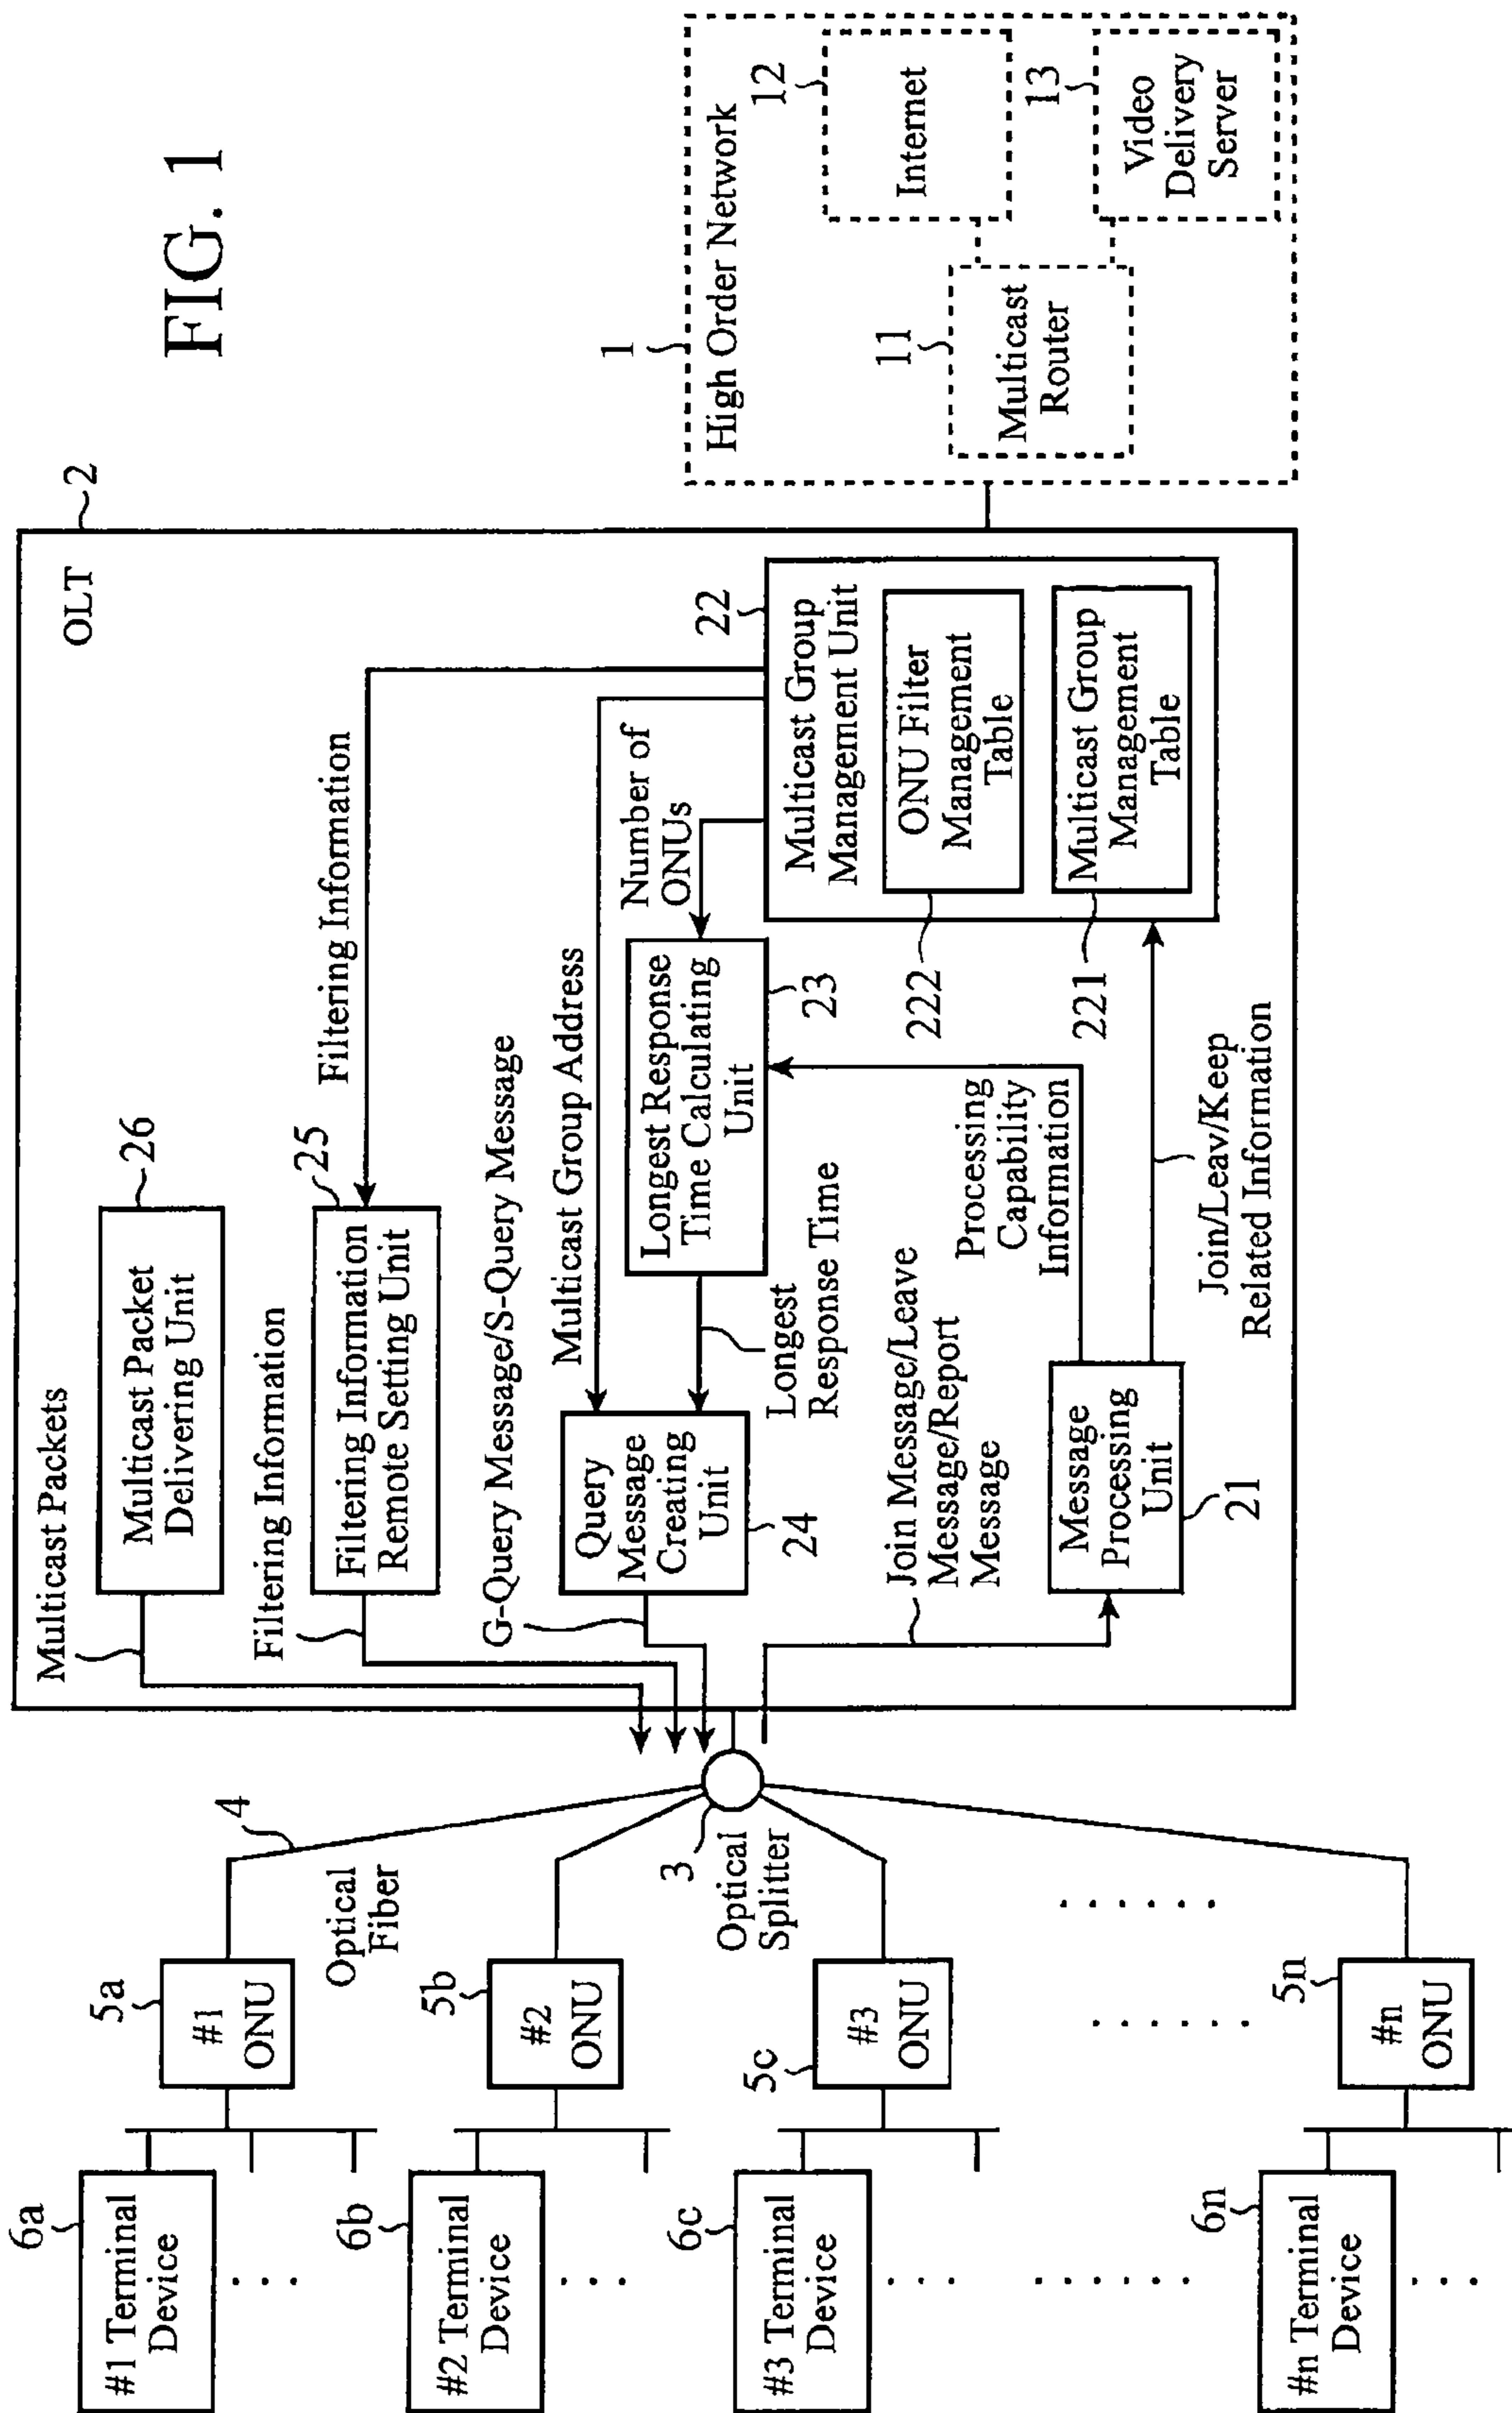 FIG. 1
1
High Order Network
12
Internet
13
Video
Delivery
Server
11
Multicast
Router
2
OLT
22
Multicast Group
Management Unit
ONU Filter
Management
Table
222
Multicast Group
Management
Table
221
Filtering Information
Number of
ONUs
Multicast Group Address
Longest Response
Time Calculating
Unit
23
Processing
Capability
Information
Join/Leav/Keep
Related Information
Longest
Response Time
26
Multicast Packet
Delivering Unit
25
Filtering Information
Remote Setting Unit
Query
Message
Creating
Unit
24
Message
Processing
Unit
21
Multicast Packets
Filtering Information
G-Query Message/S-Query Message
Join Message/Leave
Message/Report
Message
3
Optical
Splitter
4
Optical
Fiber
5a
#1
ONU
5b
#2
ONU
5c
#3
ONU
5n
#n
ONU
6a
#1 Terminal
Device
6b
#2 Terminal
Device
6c
#3 Terminal
Device
6n
#n Terminal
Device